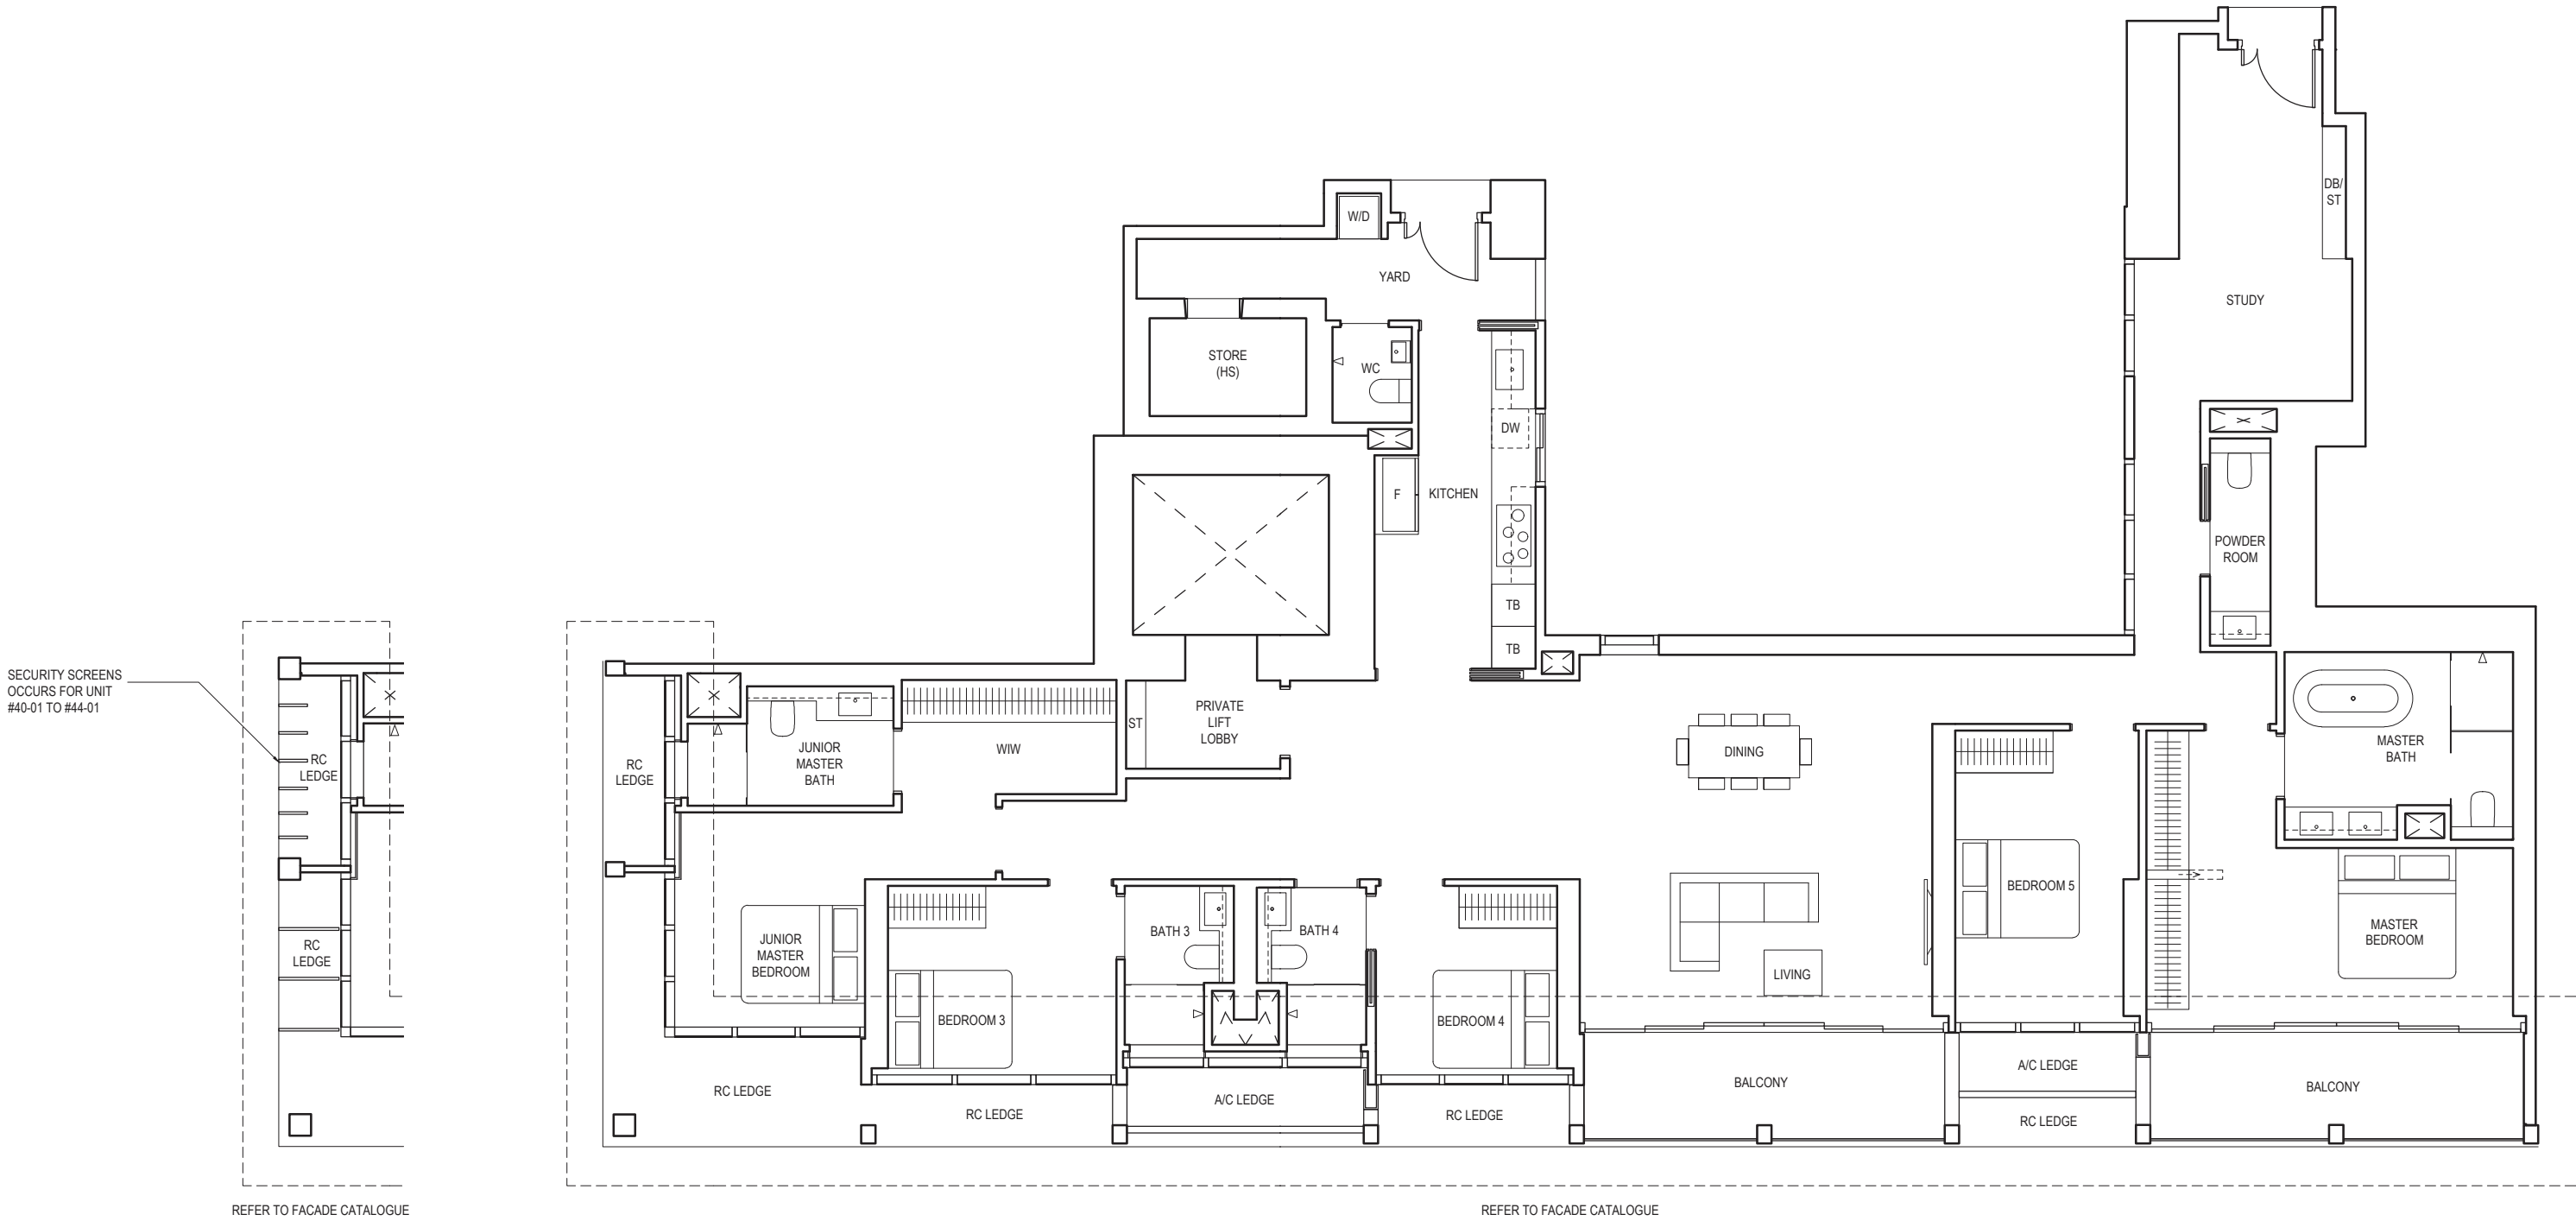 W/D
DB/
ST
YARD
STUDY
STORE
(HS)
WC
DW
F
KITCHEN
POWDER
ROOM
TB
TB
SECURITY SCREENS
OCCURS FOR UNIT
#40-01 TO #44-01
RC
LEDGE
RC
LEDGE
RC
LEDGE
JUNIOR
MASTER
BATH
WIW
ST
PRIVATE
LIFT
LOBBY
DINING
MASTER
BATH
JUNIOR
MASTER
BEDROOM
BATH 3
BATH 4
BEDROOM 5
MASTER
BEDROOM
LIVING
BEDROOM 3
BEDROOM 4
RC LEDGE
RC LEDGE
A/C LEDGE
RC LEDGE
BALCONY
A/C LEDGE
RC LEDGE
BALCONY
REFER TO FACADE CATALOGUE
REFER TO FACADE CATALOGUE